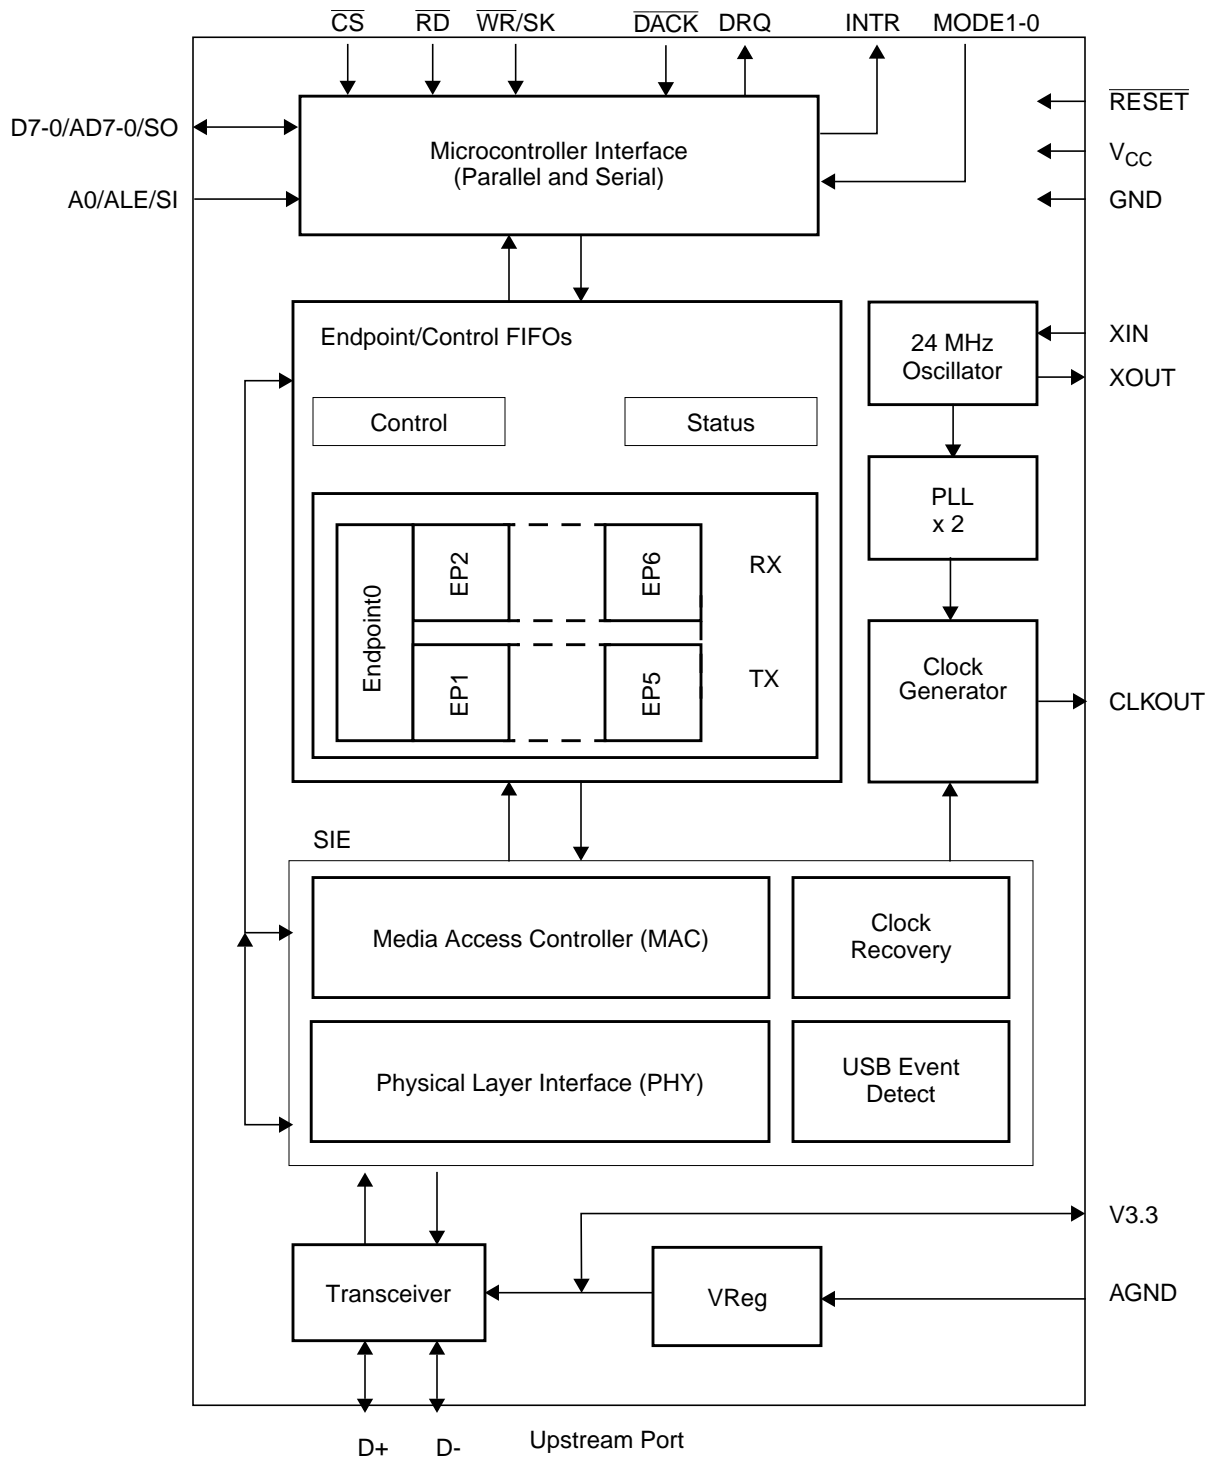 CS RD WR/SK DACK DRQ INTR MODE1-0
RESET
D7-0/AD7-0/SO
Microcontroller Interface
(Parallel and Serial)
VCC
A0/ALE/SI
GND
Endpoint/Control FIFOs
24 MHz
Oscillator
XIN
XOUT
Control
Status
PLL
x 2
Endpoint0
EP2
EP6
RX
EP1
EP5
TX
Clock
Generator
CLKOUT
SIE
Media Access Controller (MAC)
Clock
Recovery
Physical Layer Interface (PHY)
USB Event
Detect
V3.3
Transceiver
VReg
AGND
D+ D- Upstream Port